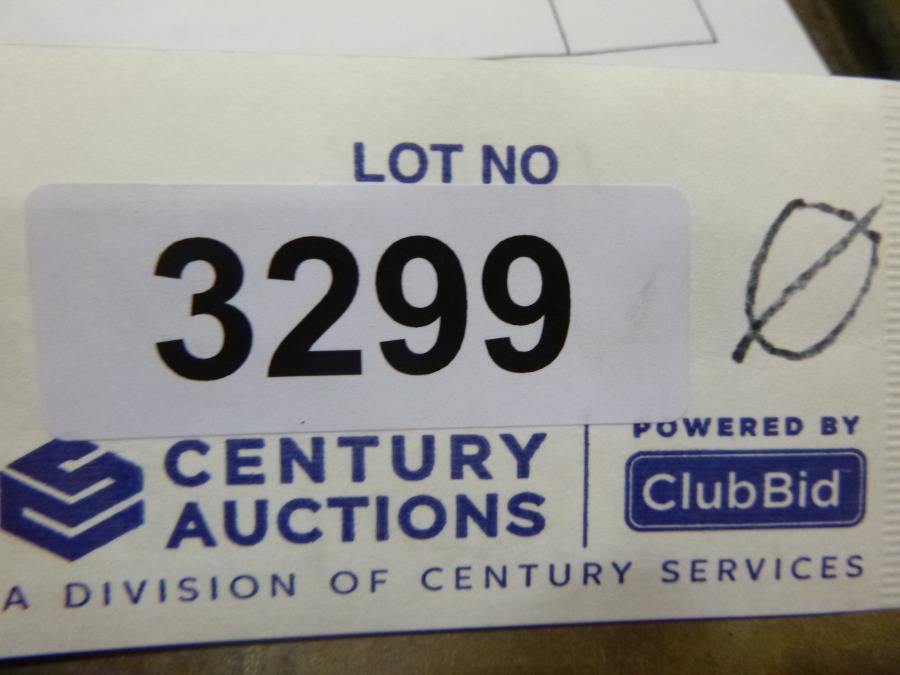 LOT NO
3299
Ø
CENTURY
AUCTIONS
POWERED BY
ClubBid
A DIVISION OF CENTURY SERVICES